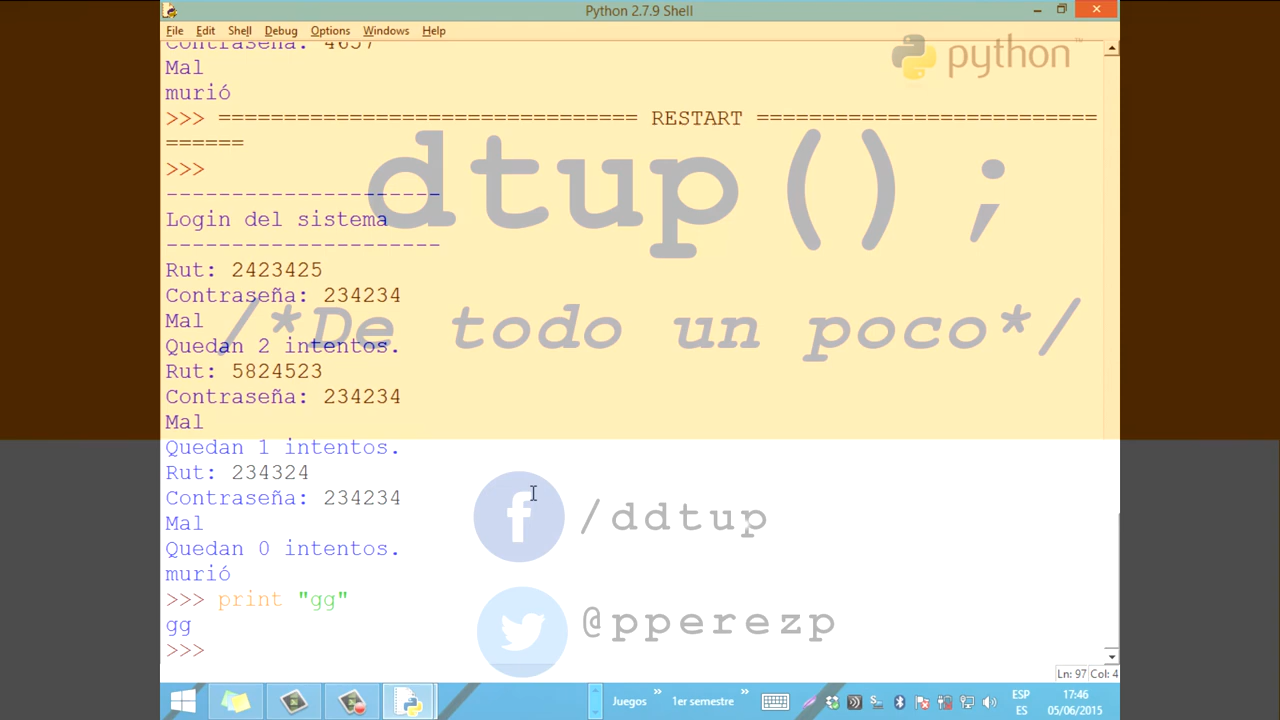 Python 2.7.9 Shell
File Edit Shell Debug Options Windows Help
Contraseña: 4657
Mal
murió
>>> ================================ RESTART ==========================
======
>>>
---------------------
Login del sistema
---------------------
Rut: 2423425
Contraseña: 234234
Mal
Quedan 2 intentos.
Rut: 5824523
Contraseña: 234234
Mal
Quedan 1 intentos.
Rut: 234324
Contraseña: 234234
Mal
Quedan 0 intentos.
murió
>>> print "gg"
gg
>>>
python
dtup();
/*De todo un poco*/
/ddtup
@pperezp
Ln: 97 Col: 4
Juegos » 1er semestre »
ESP
ES
17:46
05/06/2015